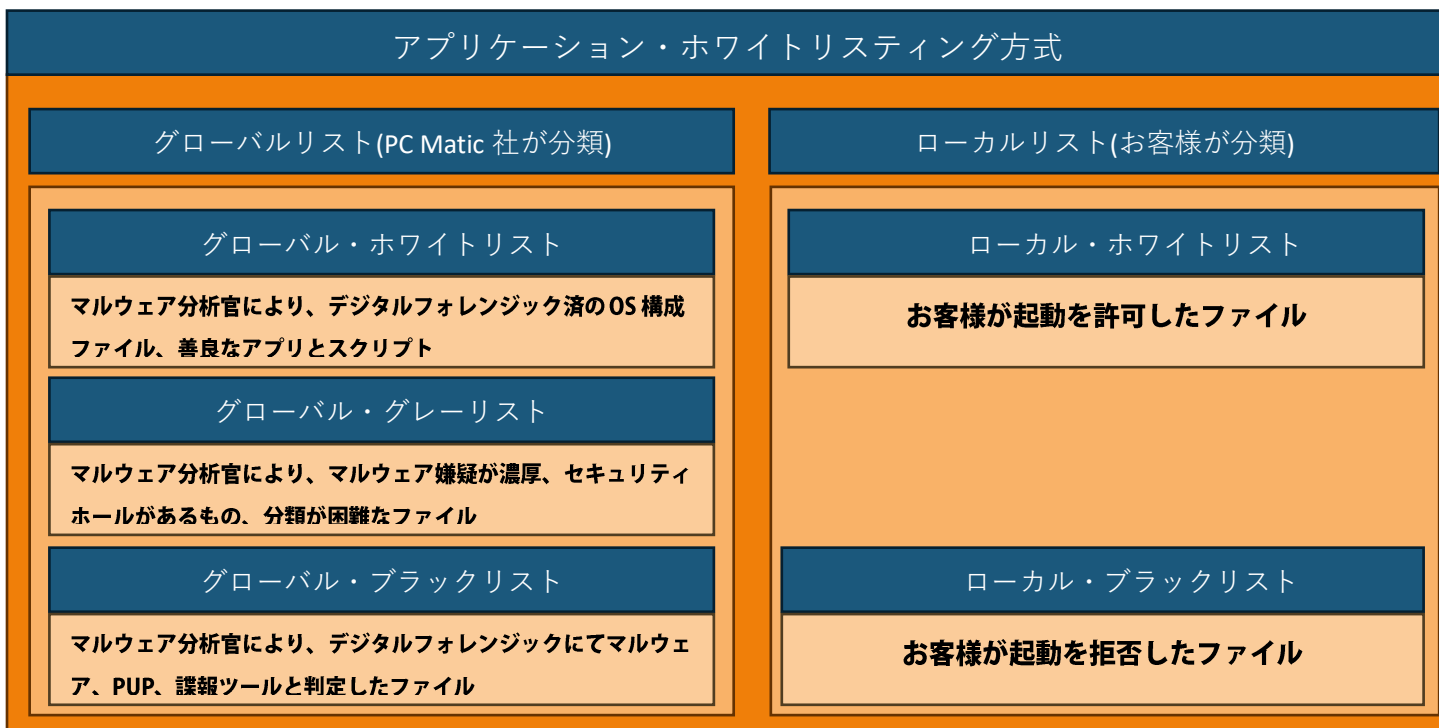 アプリケーション・ホワイトリスティング方式
グローバルリスト(PC Matic 社が分類)
グローバル・ホワイトリスト
マルウェア分析官により、デジタルフォレンジック済のOS 構成
ファイル、善良なアプリとスクリプト
グローバル・グレーリスト
マルウェア分析官により、マルウェア嫌疑が濃厚、セキュリティ
ホールがあるもの、分類が困難なファイル
グローバル・ブラックリスト
マルウェア分析官により、デジタルフォレンジックにてマルウェ
ア、PUP、諜報ツールと判定したファイル
ローカルリスト(お客様が分類)
ローカル・ホワイトリスト
お客様が起動を許可したファイル
ローカル・ブラックリスト
お客様が起動を拒否したファイル